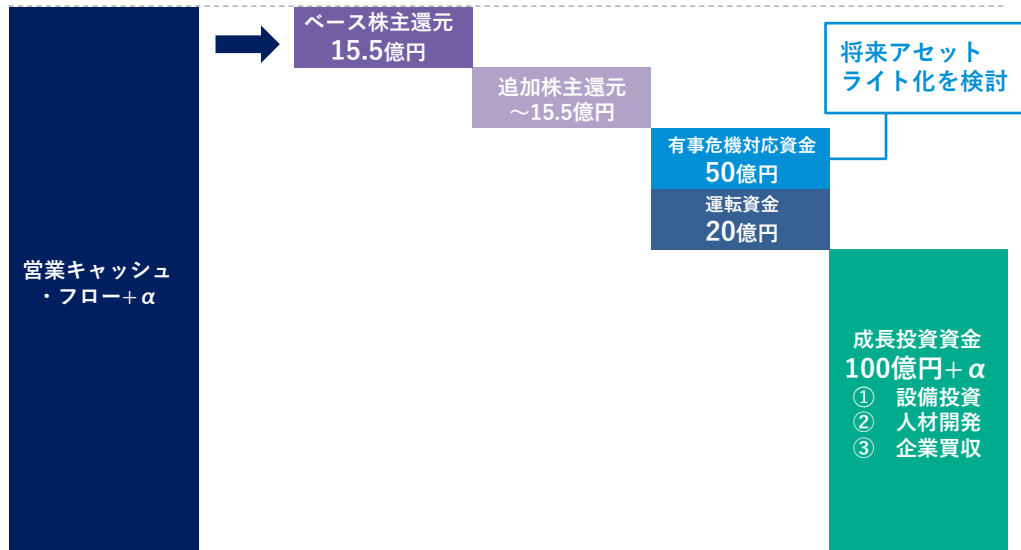 ベース株主還元
15.5億円
追加株主還元
～15.5億円
将来アセット
ライト化を検討
有事危機対応資金
50億円
運転資金
20億円
営業キャッシュ
・フロー+α
成長投資資金
100億円+α
① 設備投資
② 人材開発
③ 企業買収